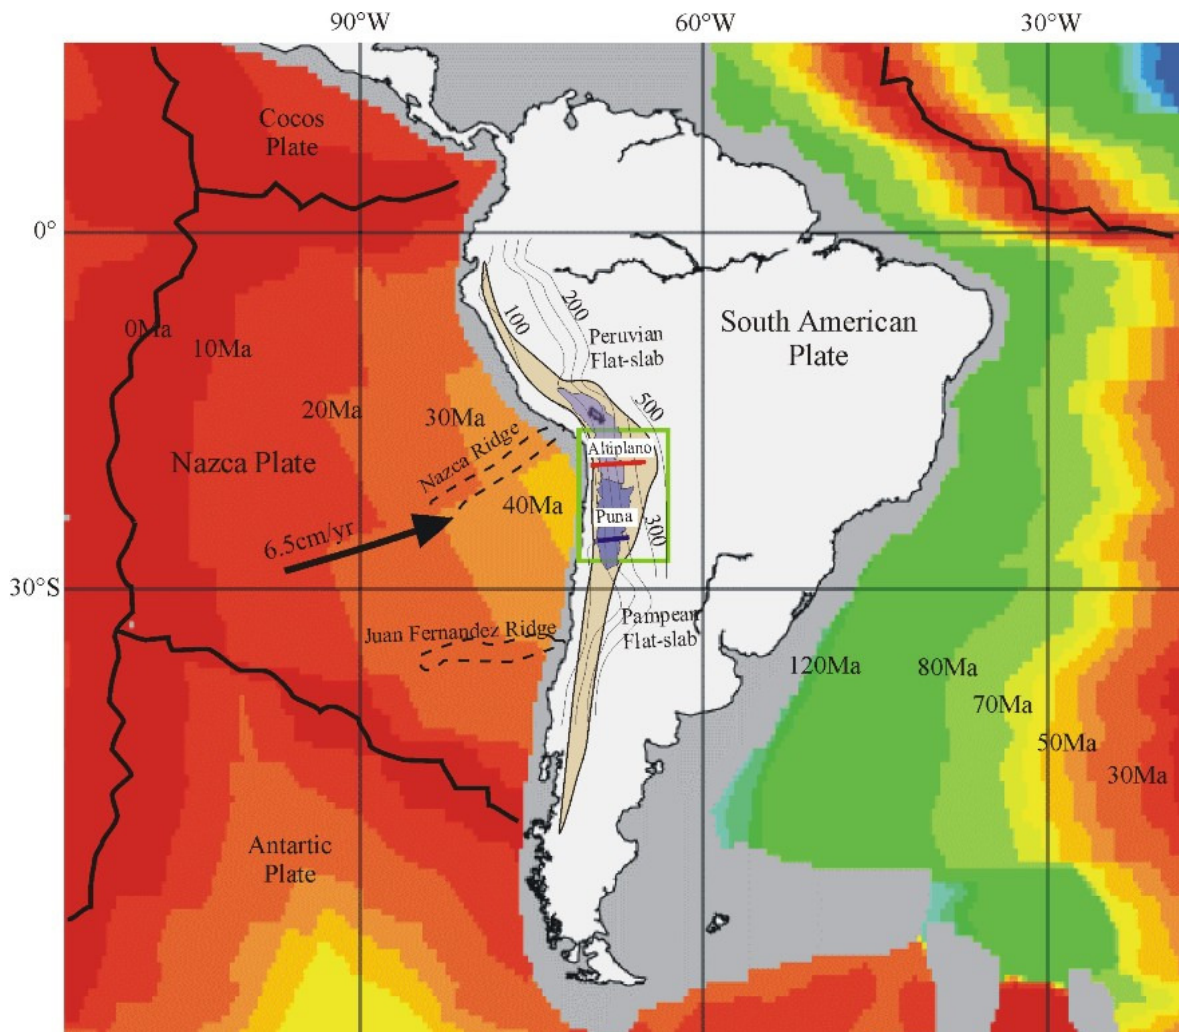 90°W
60°W
30°W
Cocos
Plate
0°
200
100
Peruvian
Flat-slab
South American
Plate
0Ma
10Ma
20Ma
30Ma
500
Nazca Plate
Nazca Ridge
Altiplano
40Ma
Puna
300
6.5cm/yr
30°S
Juan Fernandez Ridge
Pampean
Flat-slab
120Ma
80Ma
70Ma
50Ma
30Ma
Antartic
Plate